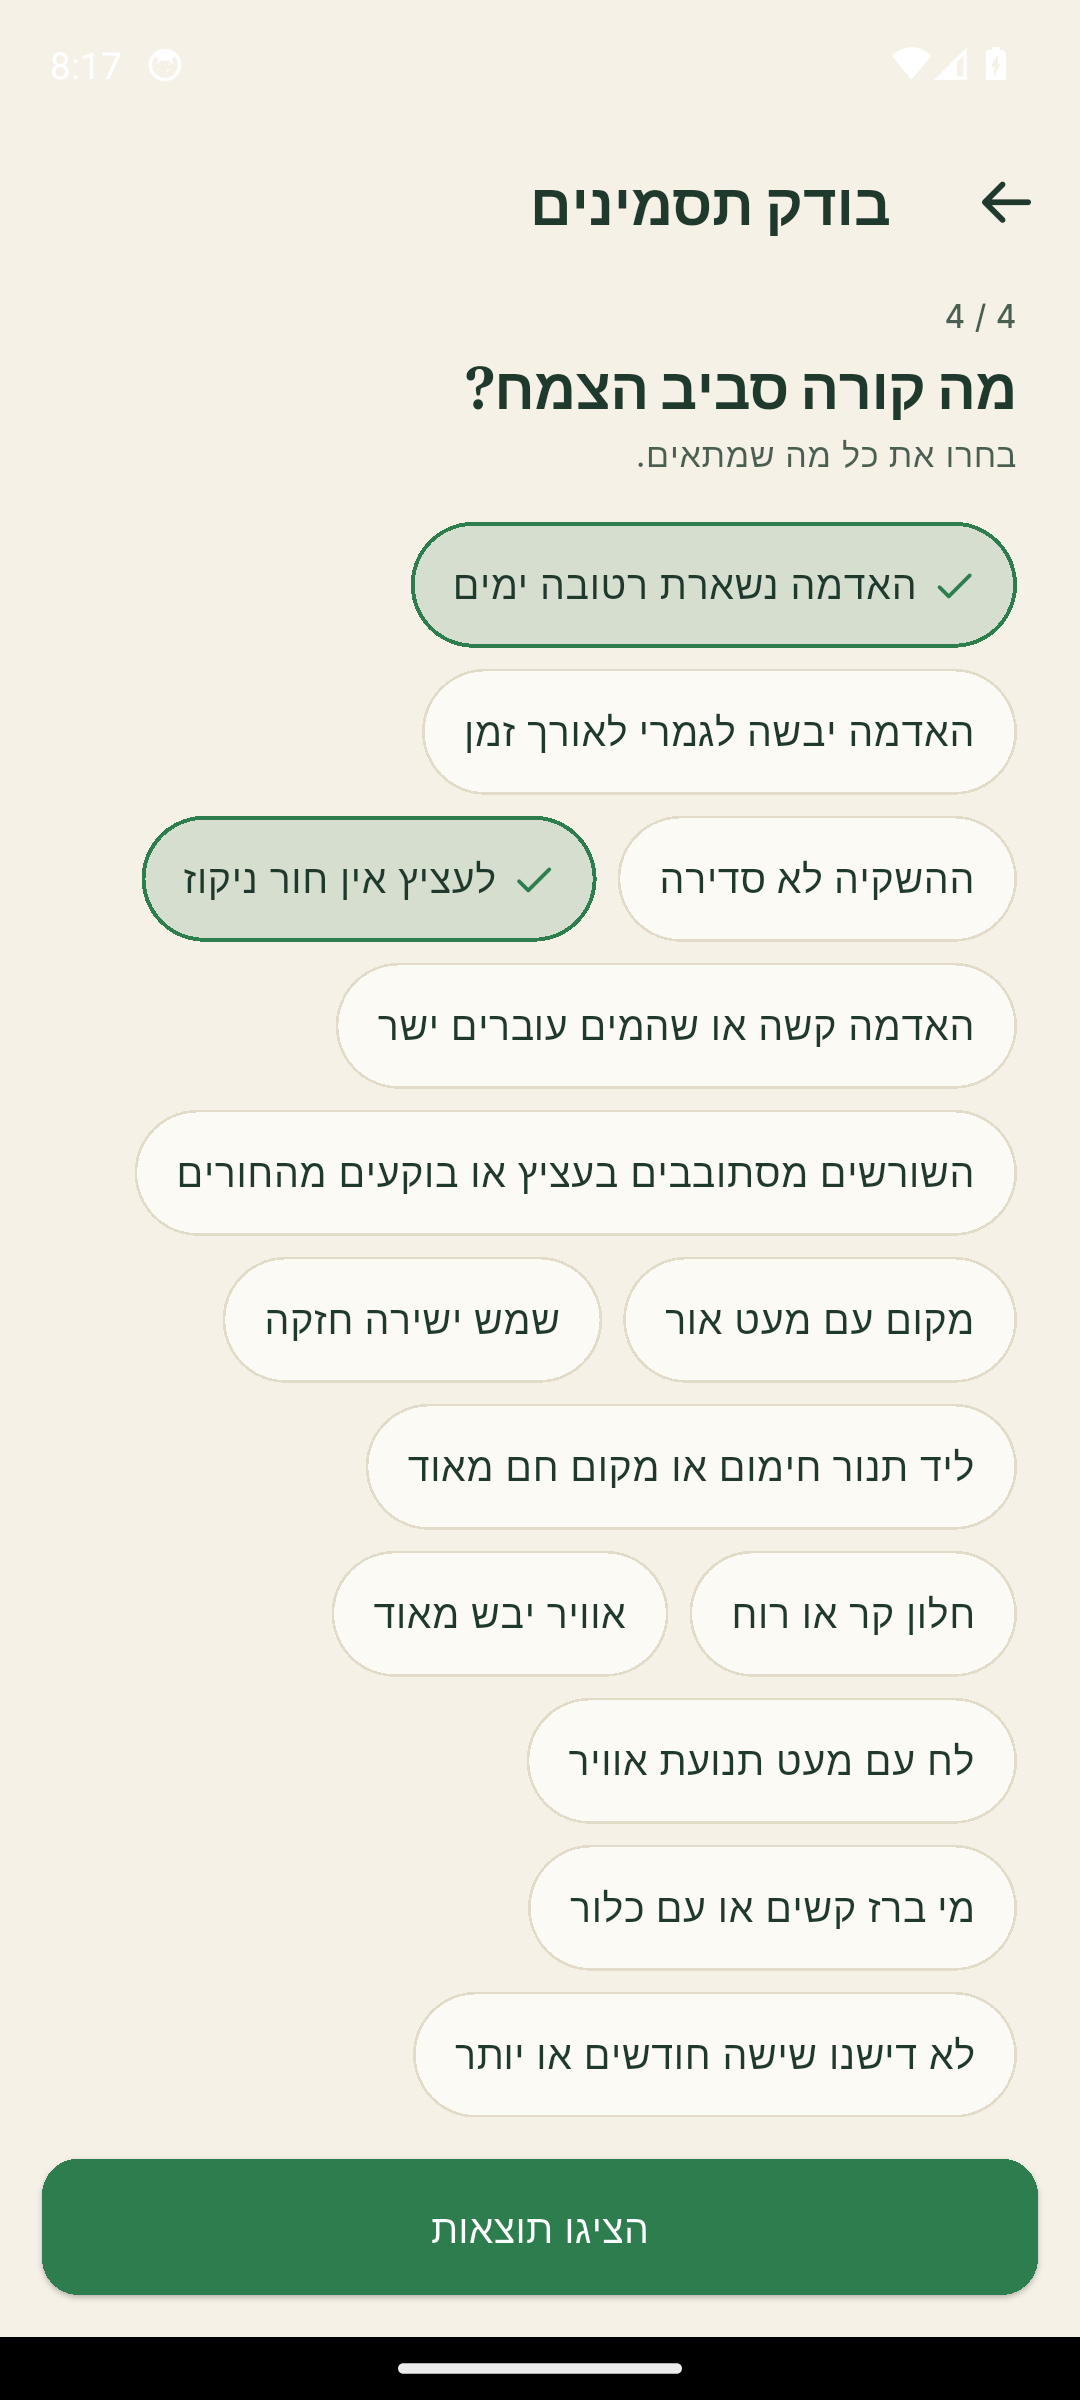 8:17
בודק תסמינים
4 / 4
מה קורה סביב הצמח?
בחרו את כל מה שמתאים.
האדמה נשארת רטובה ימים
האדמה יבשה לגמרי לאורך זמן
ההשקיה לא סדירה
לעציץ אין חור ניקוז
האדמה קשה או שהמים עוברים ישר
השורשים מסתובבים בעציץ או בוקעים מהחורים
מקום עם מעט אור
שמש ישירה חזקה
ליד תנור חימום או מקום חם מאוד
חלון קר או רוח
אוויר יבש מאוד
לח עם מעט תנועת אוויר
מי ברז קשים או עם כלור
לא דישנו שישה חודשים או יותר
הציגו תוצאות